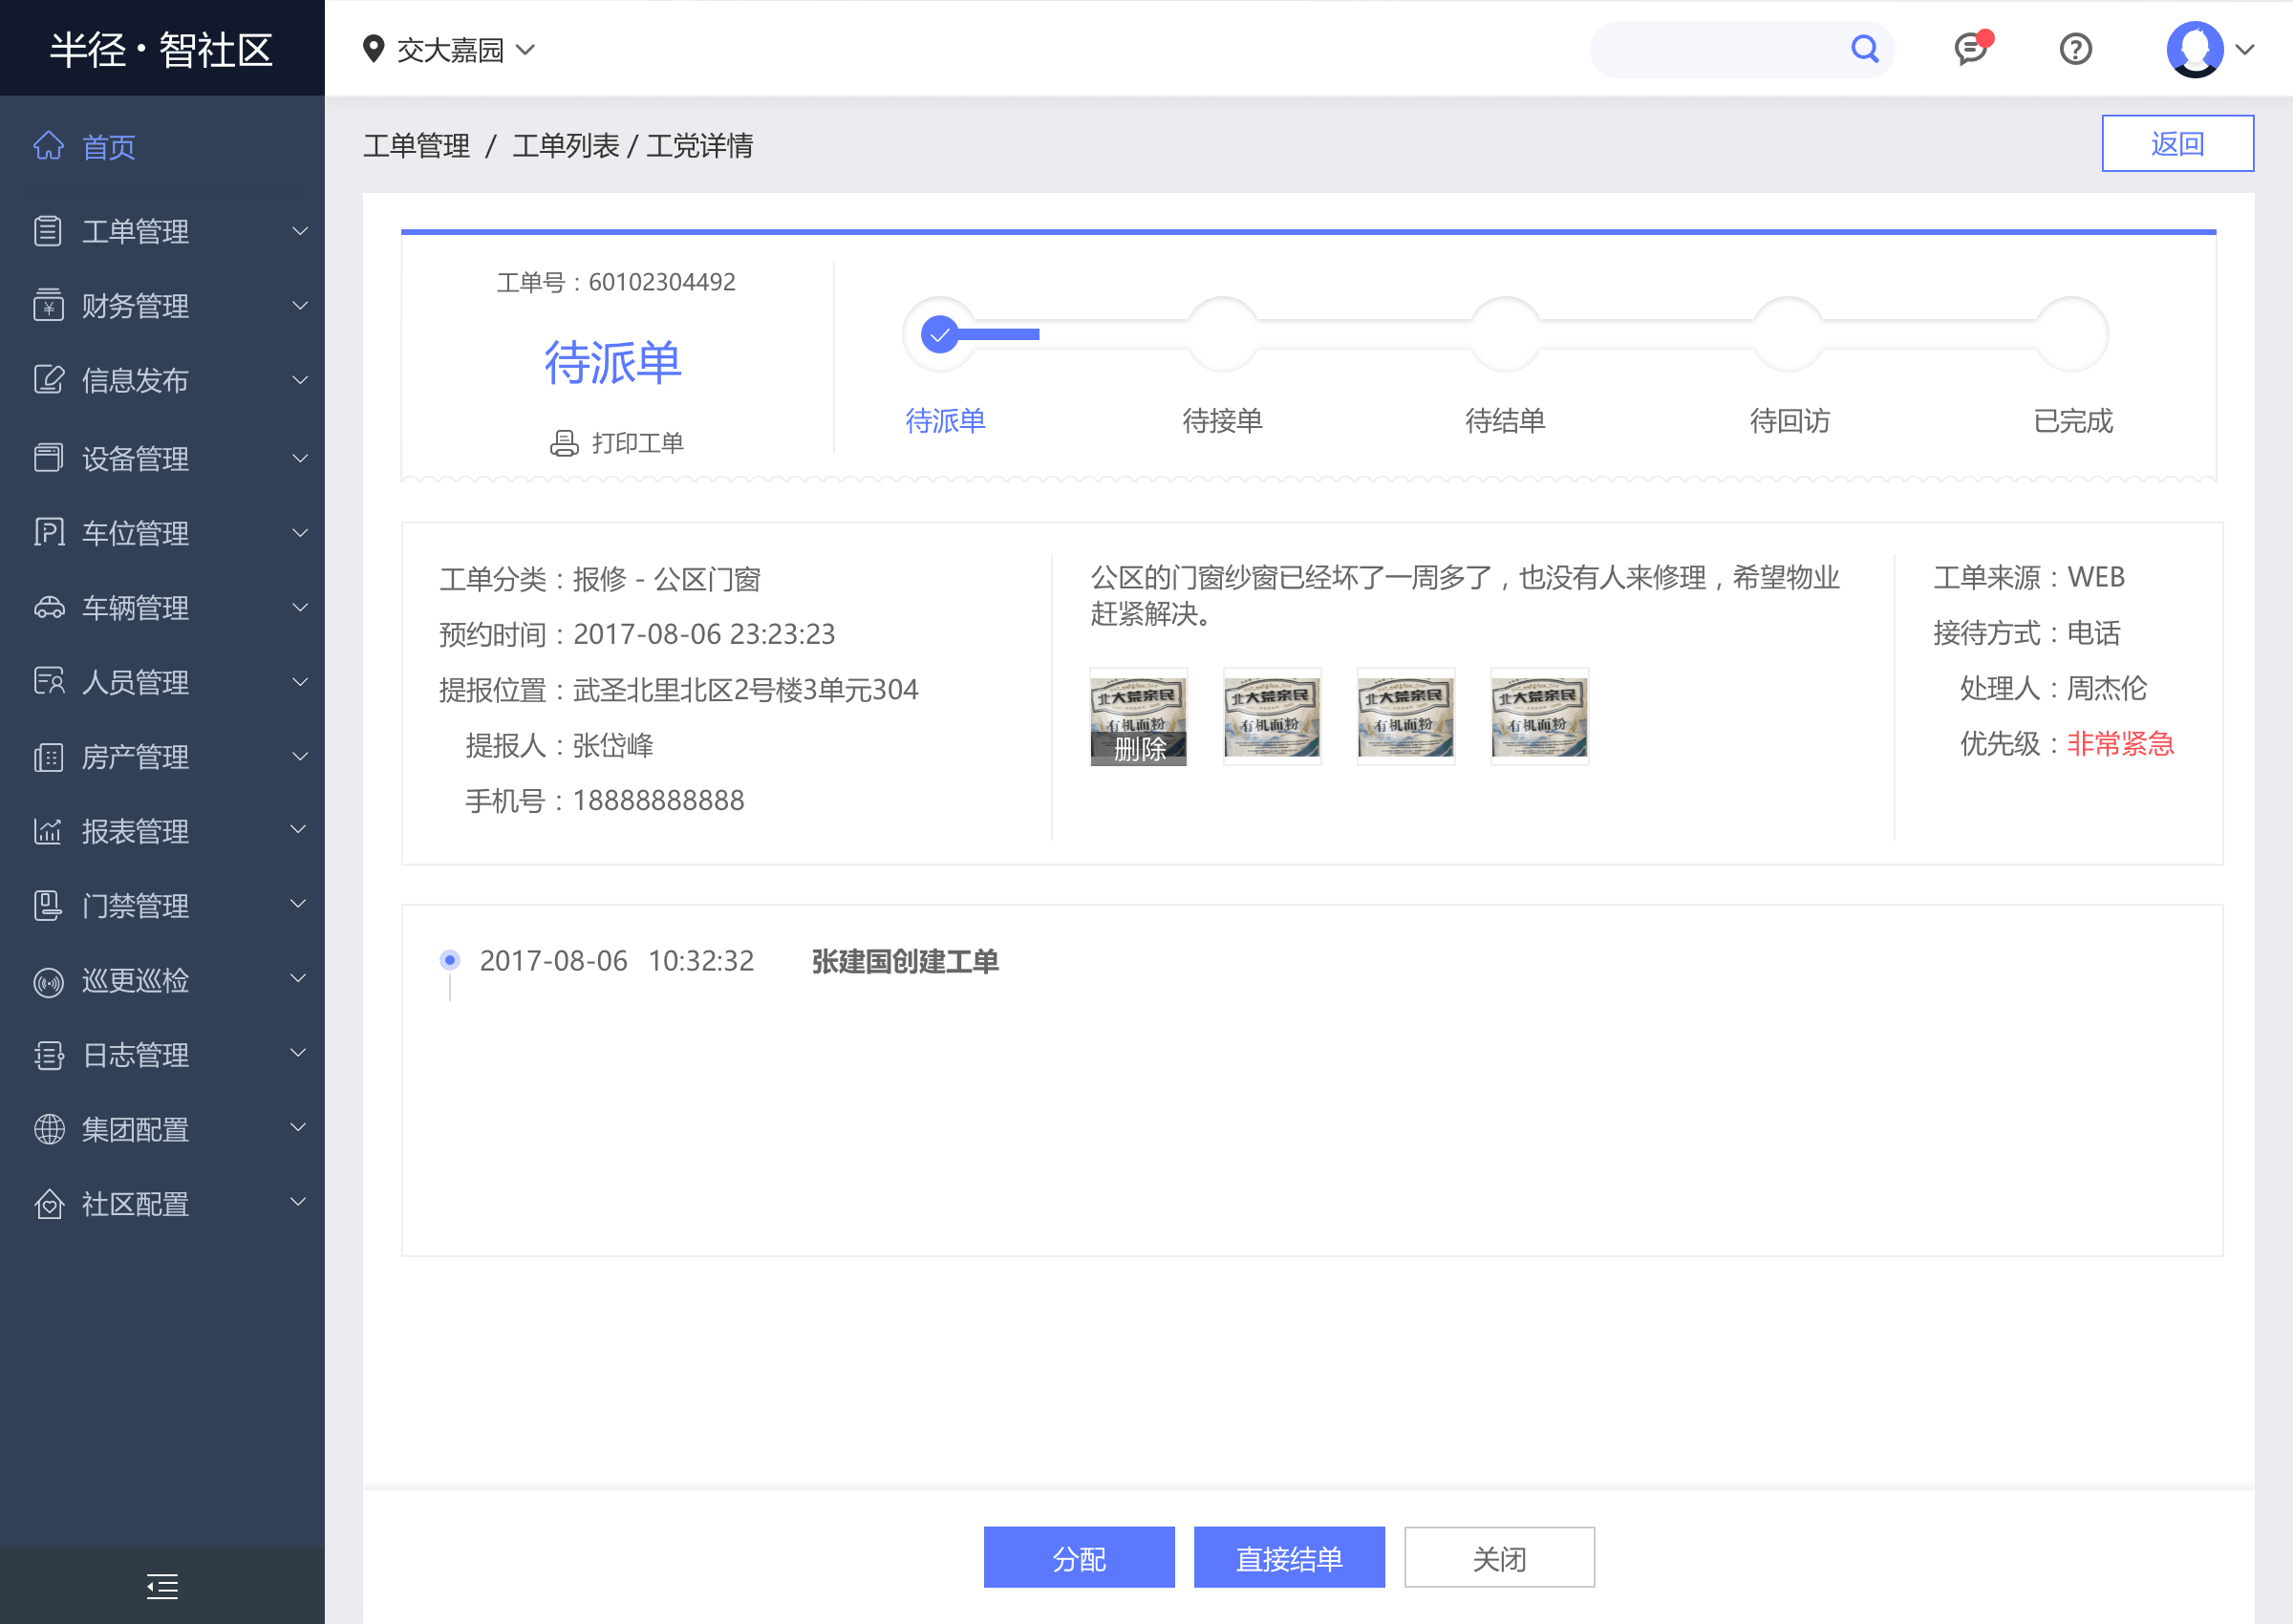 半径·智社区
交大嘉园
首页
工单管理
财务管理
信息发布
设备管理
车位管理
车辆管理
人员管理
房产管理
报表管理
门禁管理
巡更巡检
日志管理
集团配置
社区配置
工单管理 / 工单列表 / 工党详情
返回
工单号：60102304492
待派单
打印工单
待派单
待接单
待结单
待回访
已完成
工单分类：报修 - 公区门窗
预约时间：2017-08-06 23:23:23
提报位置：武圣北里北区2号楼3单元304
提报人：张岱峰
手机号：18888888888
公区的门窗纱窗已经坏了一周多了，也没有人来修理，希望物业
赶紧解决。
北大荒亲民
有机面粉
删除
北大荒亲民
有机面粉
北大荒亲民
有机面粉
北大荒亲民
有机面粉
工单来源：WEB
接待方式：电话
处理人：周杰伦
优先级：非常紧急
2017-08-06 10:32:32 张建国创建工单
分配
直接结单
关闭